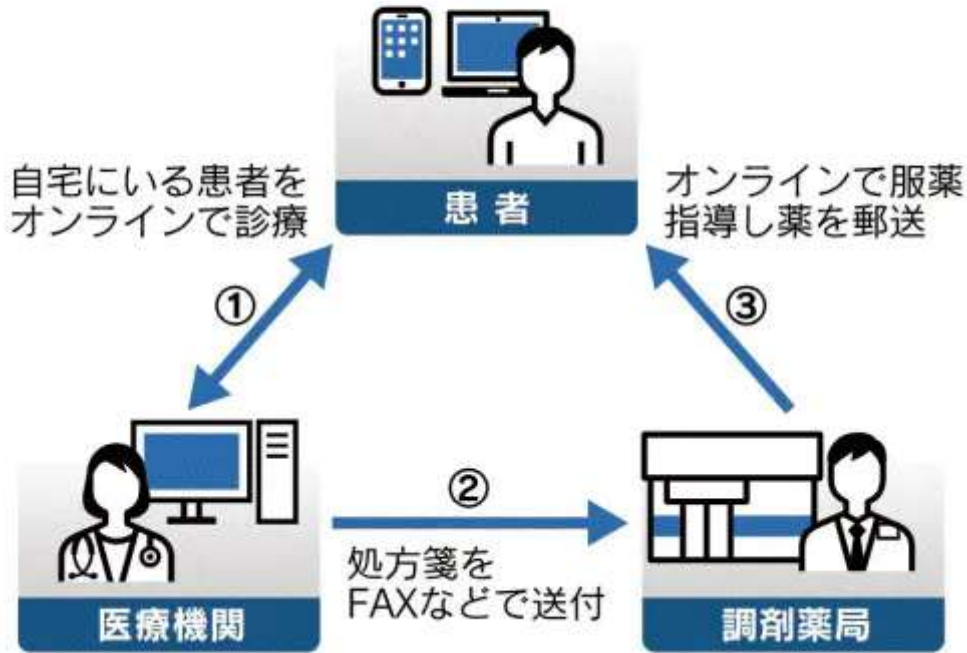 患者
自宅にいる患者を
オンラインで診療
オンラインで服薬
指導し薬を郵送
①
③
②
処方箋を
FAXなどで送付
医療機関
調剤薬局